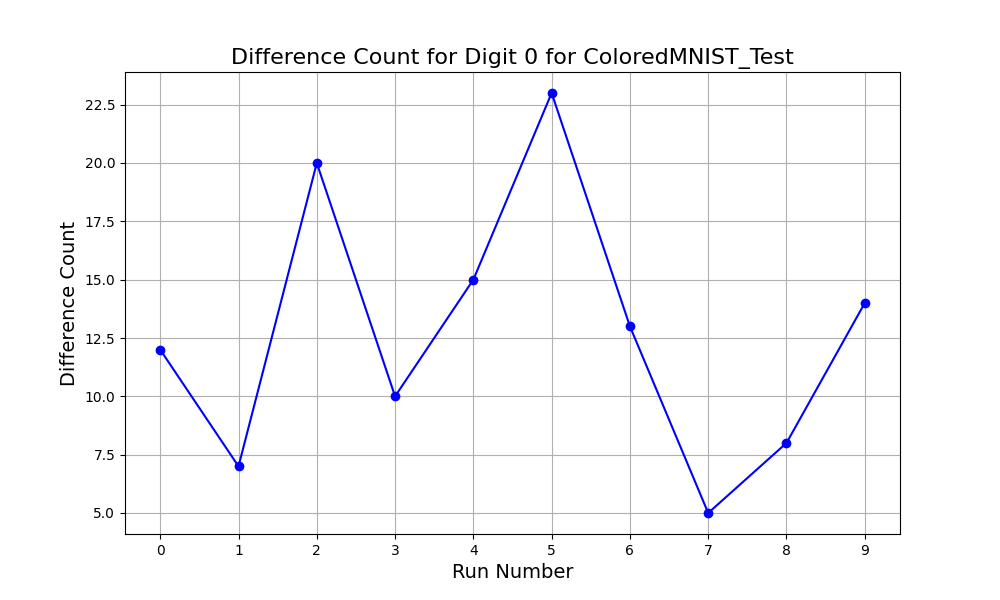 Difference Count for Digit 0 for ColoredMNIST_Test
Difference Count
22.5
20.0
17.5
15.0
12.5
10.0
7.5
5.0
0 1 2 3 4 5 6 7 8 9
Run Number